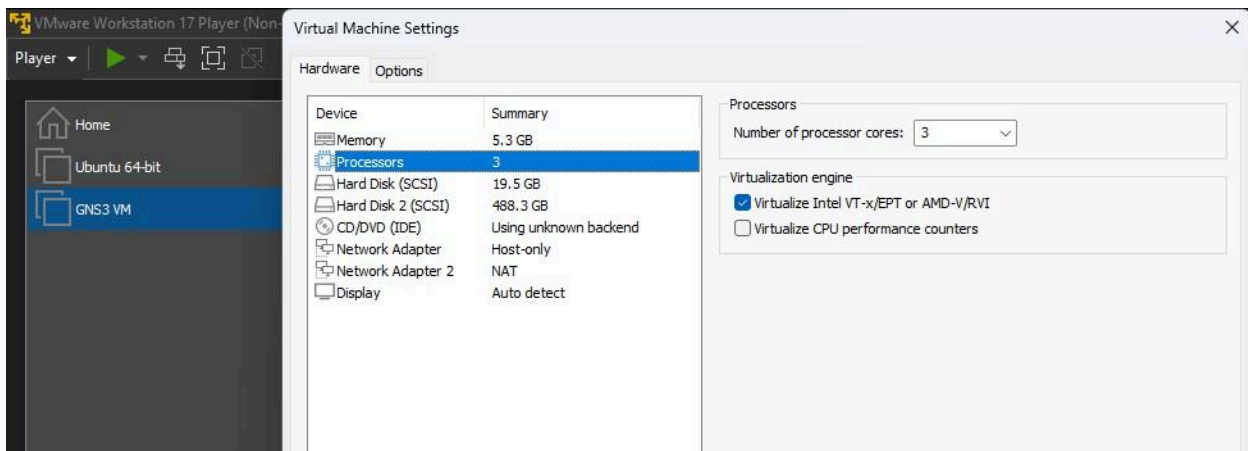 VMware Workstation 17 Player (Non-
Player
Home
Ubuntu 64-bit
GNS3 VM
Virtual Machine Settings
Hardware Options
Device Summary
Memory 5.3 GB
Processors 3
Hard Disk (SCSI) 19.5 GB
Hard Disk 2 (SCSI) 488.3 GB
CD/DVD (IDE) Using unknown backend
Network Adapter Host-only
Network Adapter 2 NAT
Display Auto detect
Processors
Number of processor cores: 3
Virtualization engine
Virtualize Intel VT-x/EPT or AMD-V/RVI
Virtualize CPU performance counters